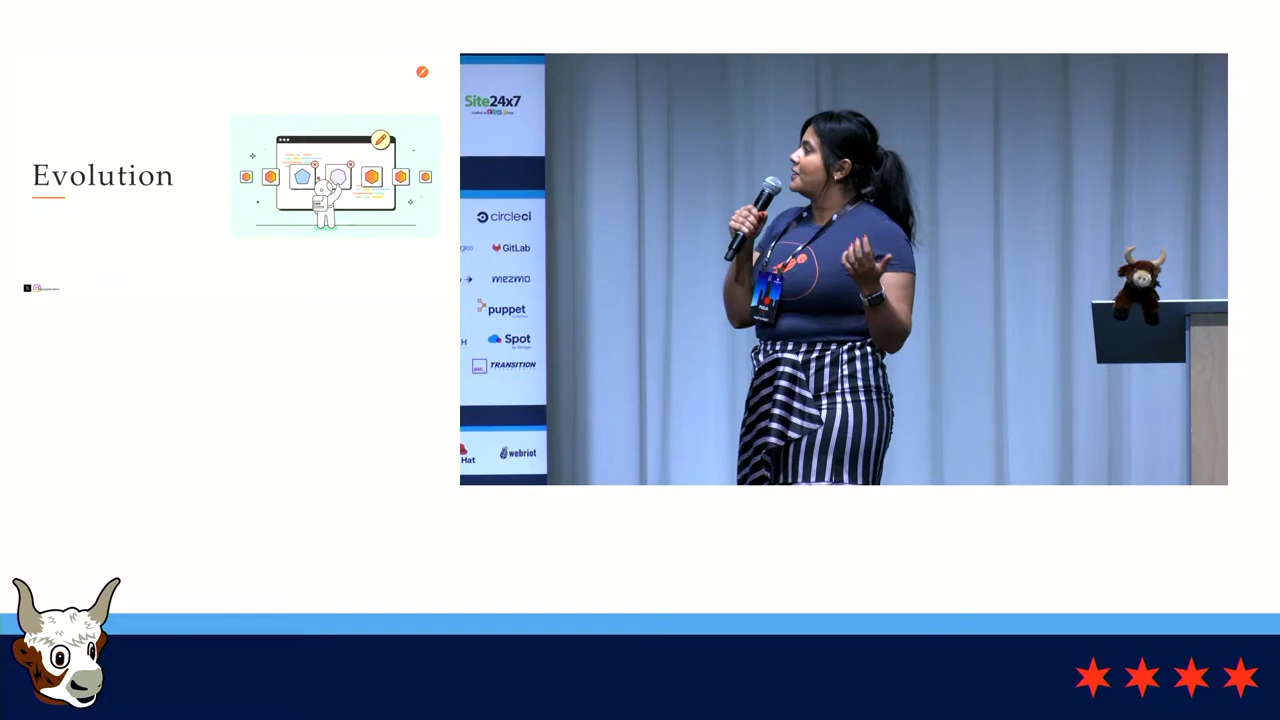 Evolution
Site24x7
circleci
GitLab
mezmo
puppet
Spot
TRANSITION
Hat
webriot